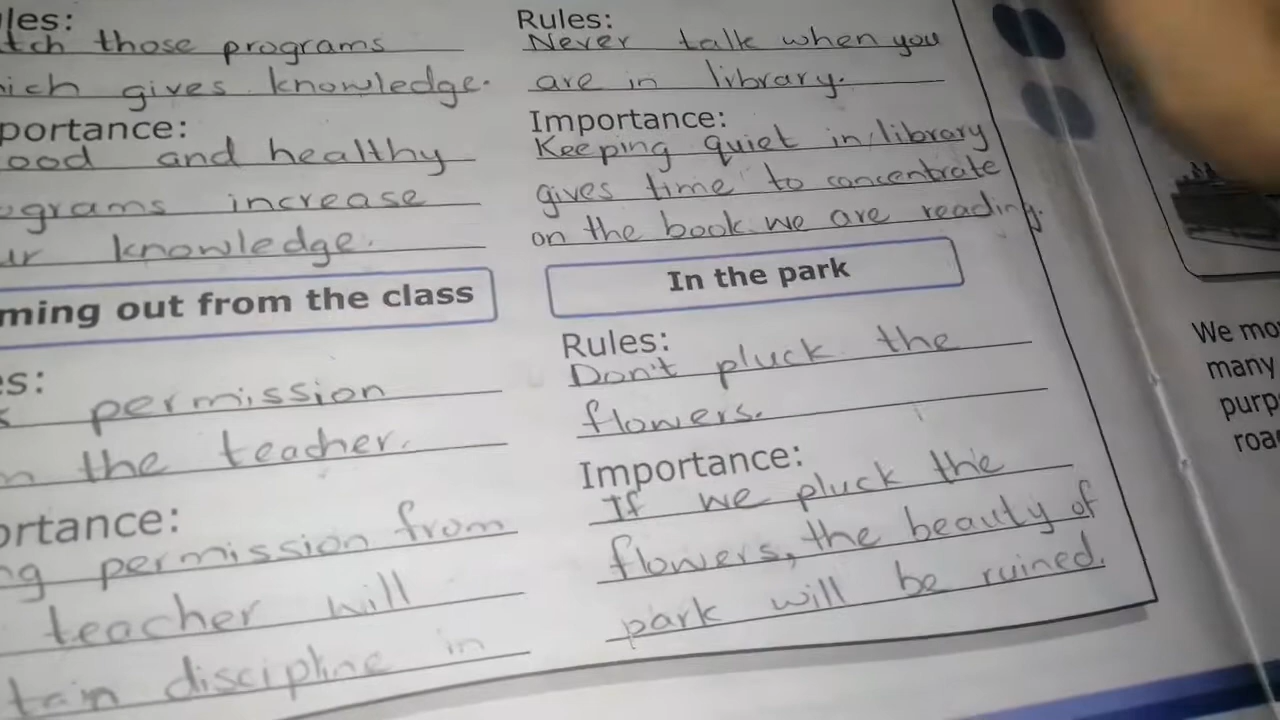 les:
tch those programs
ich gives knowledge.
portance:
ood and healthy
ograms increase
ur knowledge.
ming out from the class
es:
s permission
m the teacher.
ortance:
ng permission from
teacher will
tain discipline in
Rules:
Never talk when you
are in library.
Importance:
Keeping quiet in library
gives time to concentrate
on the book we are reading.
In the park
Rules:
Don't pluck the
flowers.
Importance:
If we pluck the
flowers, the beauty of
park will be ruined.
We mo
many
purp
roa